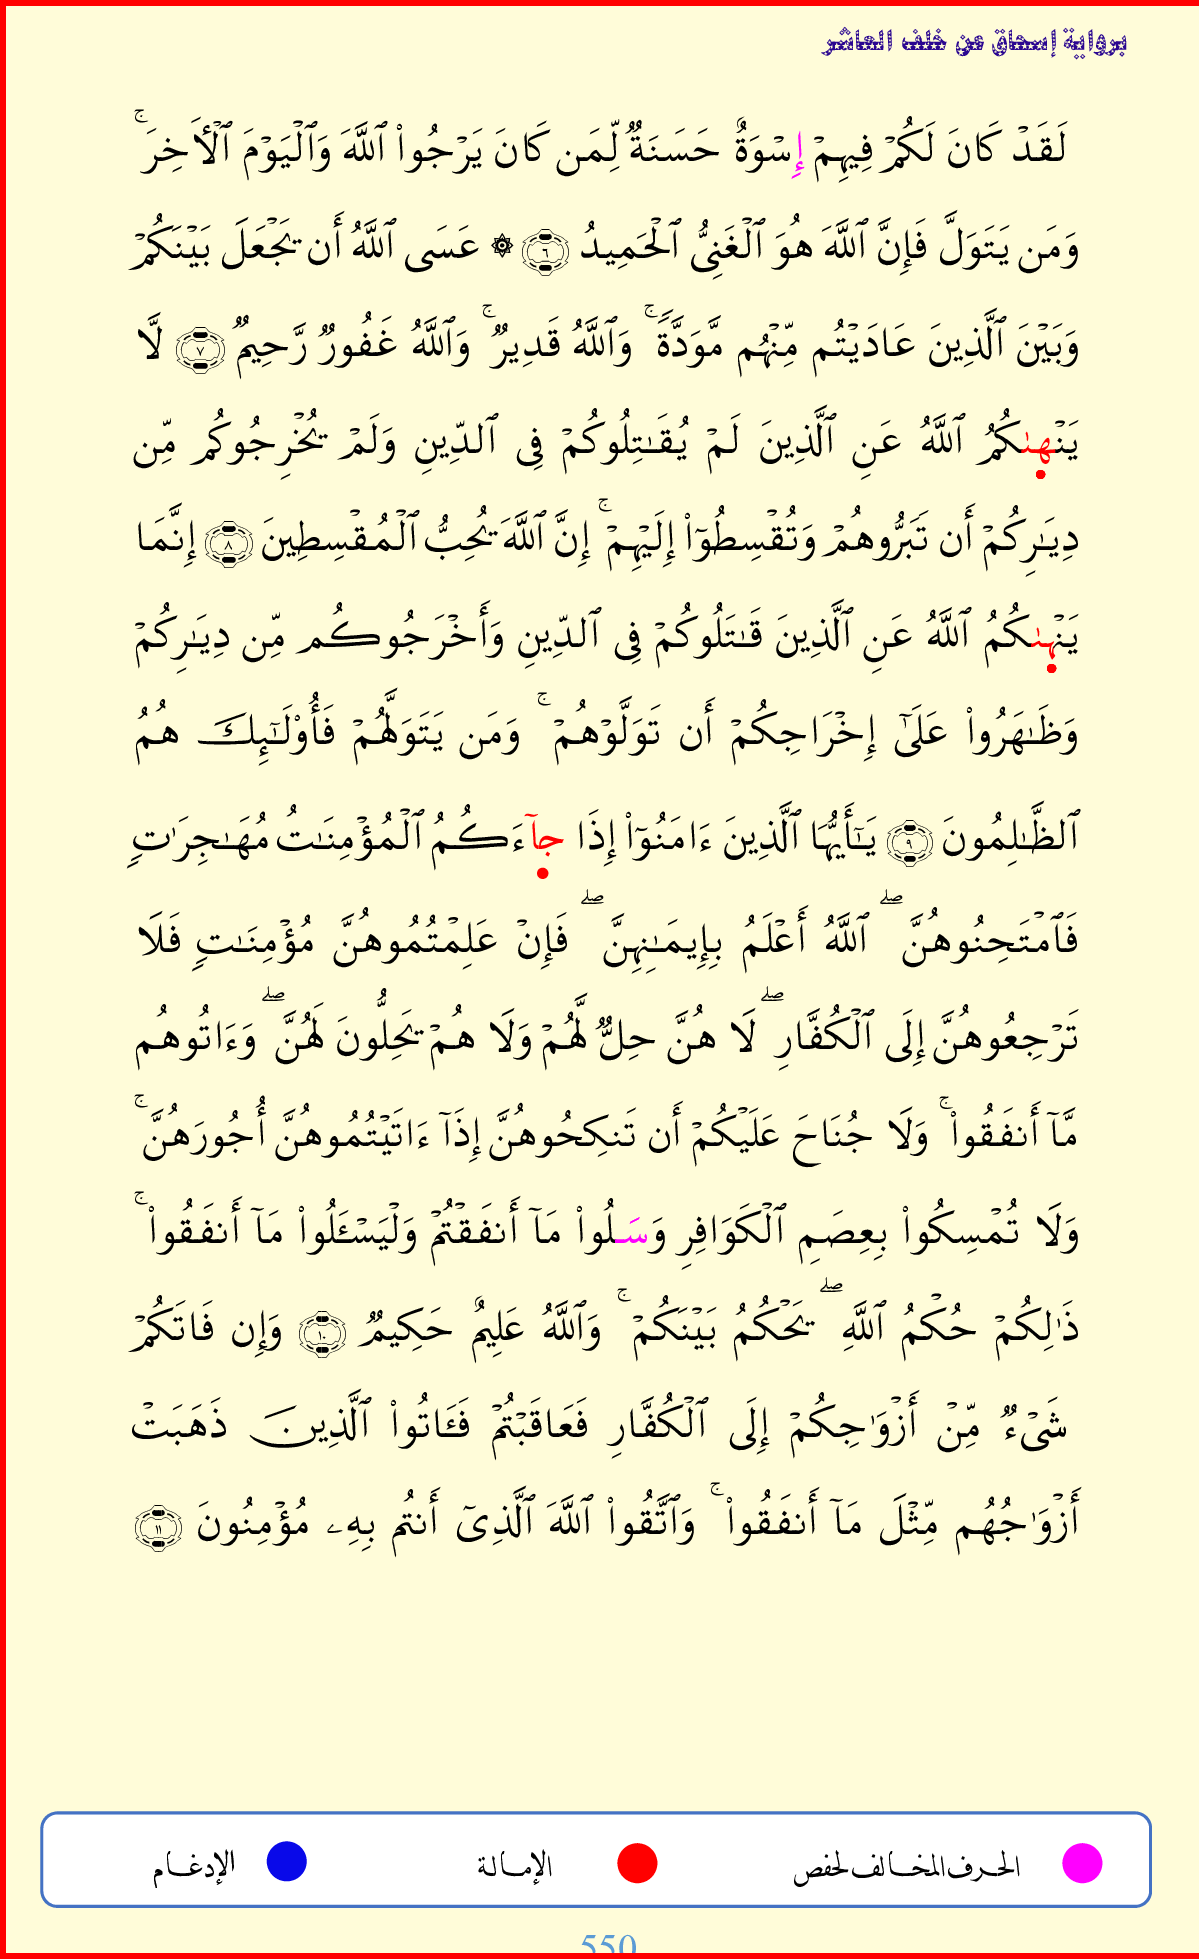 برواية إسحاق عن خلف العاشر
لَقَدۡ كَانَ لَكُمۡ فِيهِمۡ إِسۡوَةٌ حَسَنَةٞ لِّمَن كَانَ يَرۡجُواْ ٱللَّهَ وَٱلۡيَوۡمَ ٱلۡأٓخِرَۚ
وَمَن يَتَوَلَّ فَإِنَّ ٱللَّهَ هُوَ ٱلۡغَنِيُّ ٱلۡحَمِيدُ ٦ ۞ عَسَى ٱللَّهُ أَن يَجۡعَلَ بَيۡنَكُمۡ
وَبَيۡنَ ٱلَّذِينَ عَادَيۡتُم مِّنۡهُم مَّوَدَّةٗۚ وَٱللَّهُ قَدِيرٞۚ وَٱللَّهُ غَفُورٞ رَّحِيمٞ ٧ لَّا
يَنۡهَىٰكُمُ ٱللَّهُ عَنِ ٱلَّذِينَ لَمۡ يُقَٰتِلُوكُمۡ فِي ٱلدِّينِ وَلَمۡ يُخۡرِجُوكُم مِّن
دِيَٰرِكُمۡ أَن تَبَرُّوهُمۡ وَتُقۡسِطُوٓاْ إِلَيۡهِمۡۚ إِنَّ ٱللَّهَ يُحِبُّ ٱلۡمُقۡسِطِينَ ٨ إِنَّمَا
يَنۡهَىٰكُمُ ٱللَّهُ عَنِ ٱلَّذِينَ قَٰتَلُوكُمۡ فِي ٱلدِّينِ وَأَخۡرَجُوكُم مِّن دِيَٰرِكُمۡ
وَظَٰهَرُواْ عَلَىٰٓ إِخۡرَاجِكُمۡ أَن تَوَلَّوۡهُمۡۚ وَمَن يَتَوَلَّهُمۡ فَأُوْلَٰٓئِكَ هُمُ
ٱلظَّٰلِمُونَ ٩ يَٰٓأَيُّهَا ٱلَّذِينَ ءَامَنُوٓاْ إِذَا جَآءَكُمُ ٱلۡمُؤۡمِنَٰتُ مُهَٰجِرَٰتٖ
فَٱمۡتَحِنُوهُنَّۖ ٱللَّهُ أَعۡلَمُ بِإِيمَٰنِهِنَّۖ فَإِنۡ عَلِمۡتُمُوهُنَّ مُؤۡمِنَٰتٖ فَلَا
تَرۡجِعُوهُنَّ إِلَى ٱلۡكُفَّارِۖ لَا هُنَّ حِلّٞ لَّهُمۡ وَلَا هُمۡ يَحِلُّونَ لَهُنَّۖ وَءَاتُوهُم
مَّآ أَنفَقُواْۚ وَلَا جُنَاحَ عَلَيۡكُمۡ أَن تَنكِحُوهُنَّ إِذَآ ءَاتَيۡتُمُوهُنَّ أُجُورَهُنَّۚ
وَلَا تُمۡسِكُواْ بِعِصَمِ ٱلۡكَوَافِرِ وَسَلُواْ مَآ أَنفَقۡتُمۡ وَلۡيَسۡـَٔلُواْ مَآ أَنفَقُواْۚ
ذَٰلِكُمۡ حُكۡمُ ٱللَّهِۖ يَحۡكُمُ بَيۡنَكُمۡۚ وَٱللَّهُ عَلِيمٌ حَكِيمٞ ١٠ وَإِن فَاتَكُمۡ
شَيۡءٞ مِّنۡ أَزۡوَٰجِكُمۡ إِلَى ٱلۡكُفَّارِ فَعَاقَبۡتُمۡ فَـَٔاتُواْ ٱلَّذِينَ ذَهَبَتۡ
أَزۡوَٰجُهُم مِّثۡلَ مَآ أَنفَقُواْۚ وَٱتَّقُواْ ٱللَّهَ ٱلَّذِيٓ أَنتُم بِهِۦ مُؤۡمِنُونَ ١١
الحرف المخالف لحفص الإمالة الإدغام
550